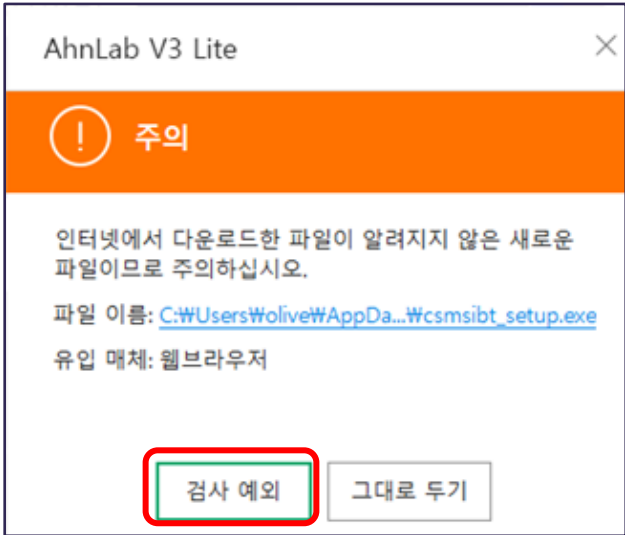 AhnLab V3 Lite
주의
인터넷에서 다운로드한 파일이 알려지지 않은 새로운
파일이므로 주의하십시오.
파일 이름: C:₩Users₩olive₩AppDa...₩csmsibt_setup.exe
유입 매체: 웹브라우저
검사 예외
그대로 두기